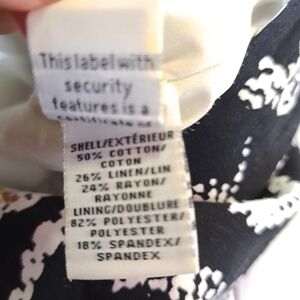 This label with
security
features is a
SHELL/EXTÉRIEUR
50% COTTON/
COTON
26% LINEN/LIN
24% RAYON/
RAYONNE
LINING/DOUBLURE
82% POLYESTER/
POLYESTER
18% SPANDEX/
SPANDEX